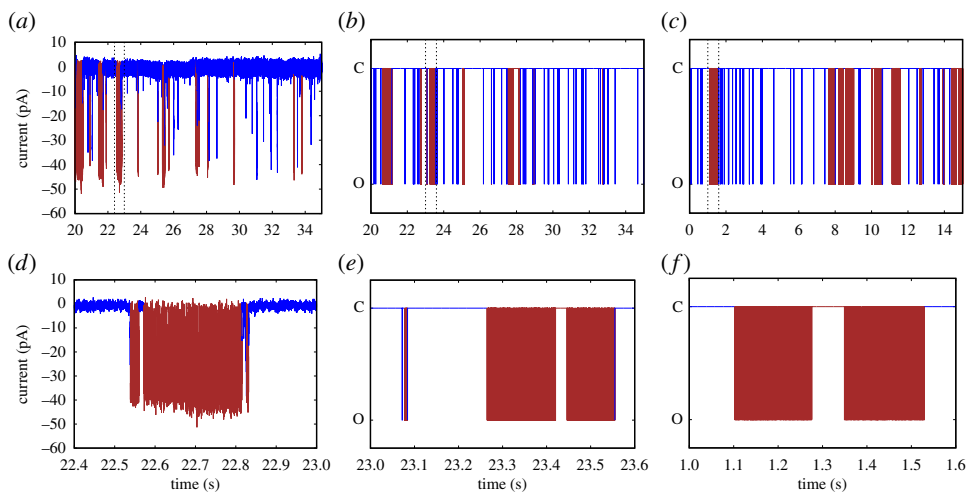 (a)
(b)
(c)
current (pA)
10
0
–10
–20
–30
–40
–50
–60
20 22 24 26 28 30 32 34
C
O
20 22 24 26 28 30 32 34
C
O
0 2 4 6 8 10 12 14
(d)
(e)
(f)
current (pA)
10
0
–10
–20
–30
–40
–50
–60
22.4 22.5 22.6 22.7 22.8 22.9 23.0
time (s)
C
O
23.0 23.1 23.2 23.3 23.4 23.5 23.6
time (s)
C
O
1.0 1.1 1.2 1.3 1.4 1.5 1.6
time (s)